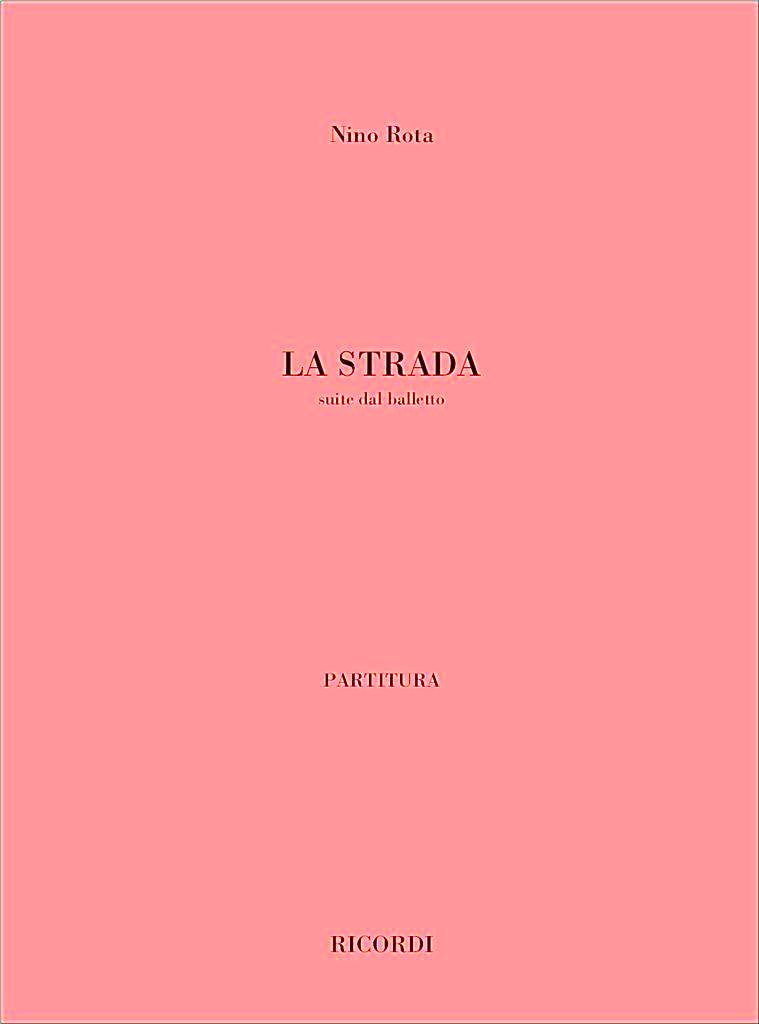 Nino Rota
LA STRADA
suite dal balletto
PARTITURA
RICORDI